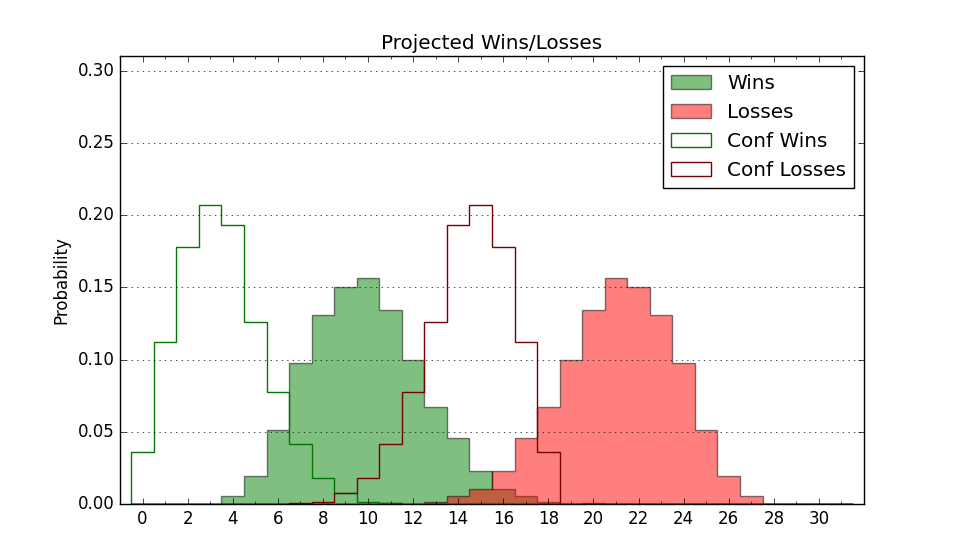 Projected Wins/Losses
0.30
0.25
0.20
0.15
0.10
0.05
0.00
Probability
Wins
Losses
Conf Wins
Conf Losses
0 2 4 6 8 10 12 14 16 18 20 22 24 26 28 30